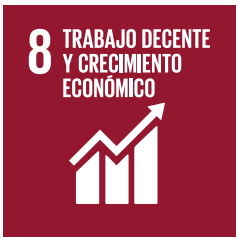 8 TRABAJO DECENTE
Y CRECIMIENTO
ECONÓMICO